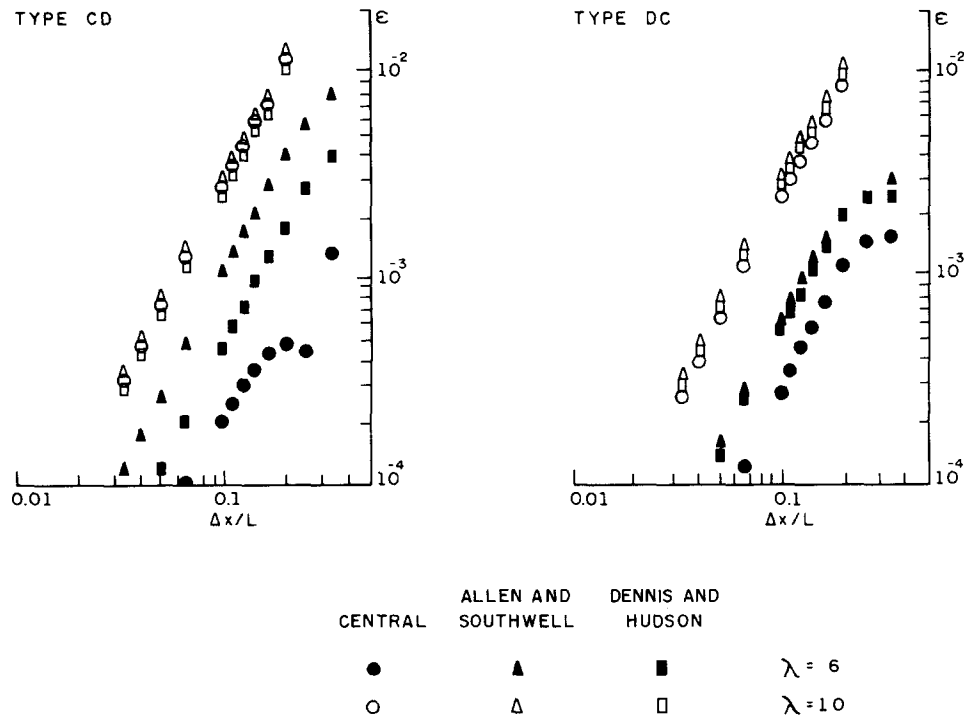 TYPE CD
ε
10⁻²
10⁻³
10⁻⁴
0.01
0.1
Δx/L
TYPE DC
ε
10⁻²
10⁻³
10⁻⁴
0.01
0.1
Δx/L
CENTRAL
ALLEN AND
SOUTHWELL
DENNIS AND
HUDSON
λ = 6
λ = 10